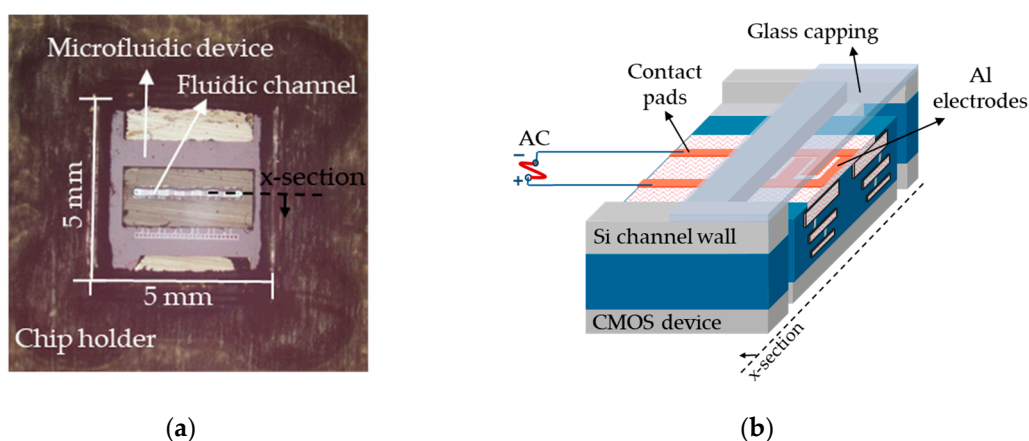 Microfluidic device
Fluidic channel
x-section
5 mm
5 mm
Chip holder
(a)
Glass capping
Contact
pads
Al
electrodes
AC
−
+
Si channel wall
CMOS device
x-section
(b)